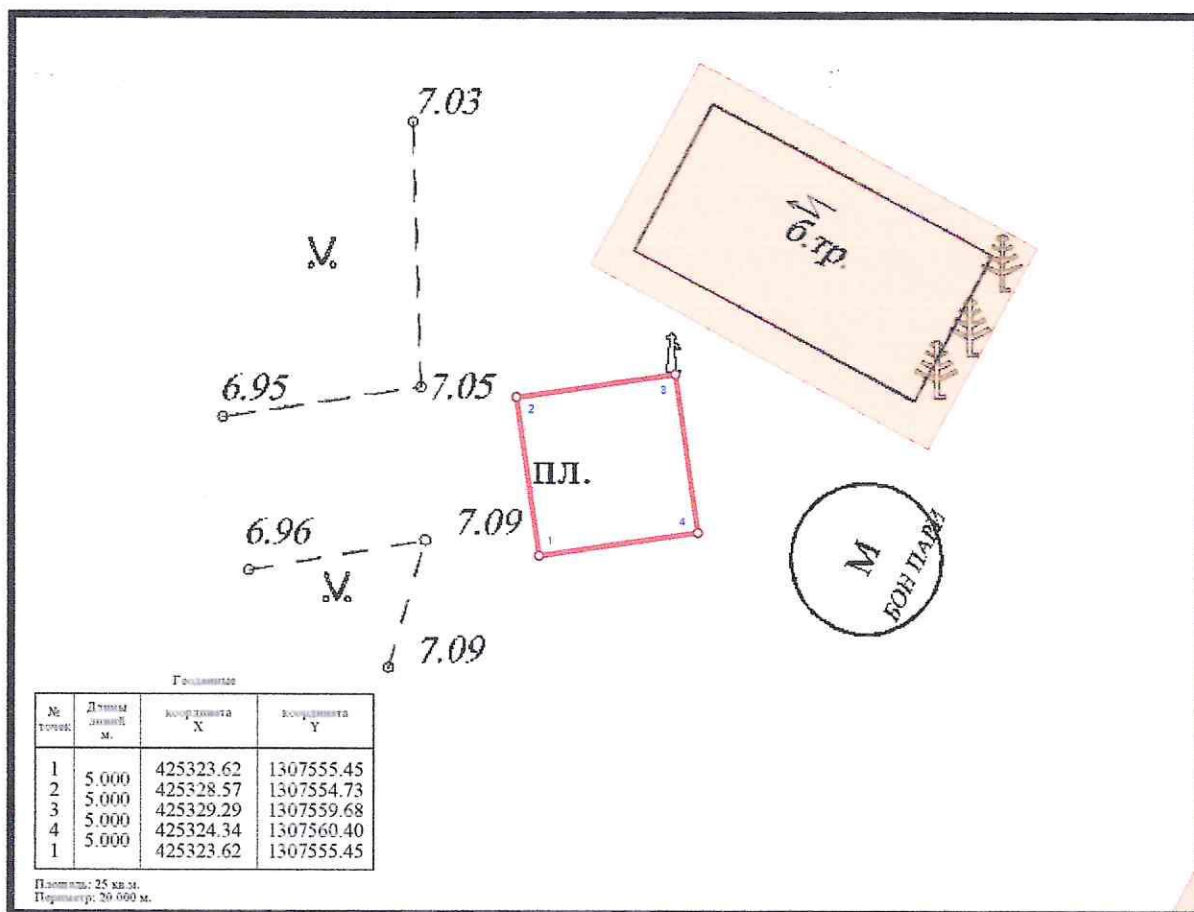 7.03
б.тр.
6.95
7.05
3
2
ПЛ.
7.09
4
6.96
1
М
БОН ПАРИ
7.09
Геоданные
№ точек
Длины линий м.
координата X
координата Y
1 425323.62 1307555.45
5.000
2 425328.57 1307554.73
5.000
3 425329.29 1307559.68
5.000
4 425324.34 1307560.40
5.000
1 425323.62 1307555.45
Площадь: 25 кв.м.
Периметр: 20.000 м.